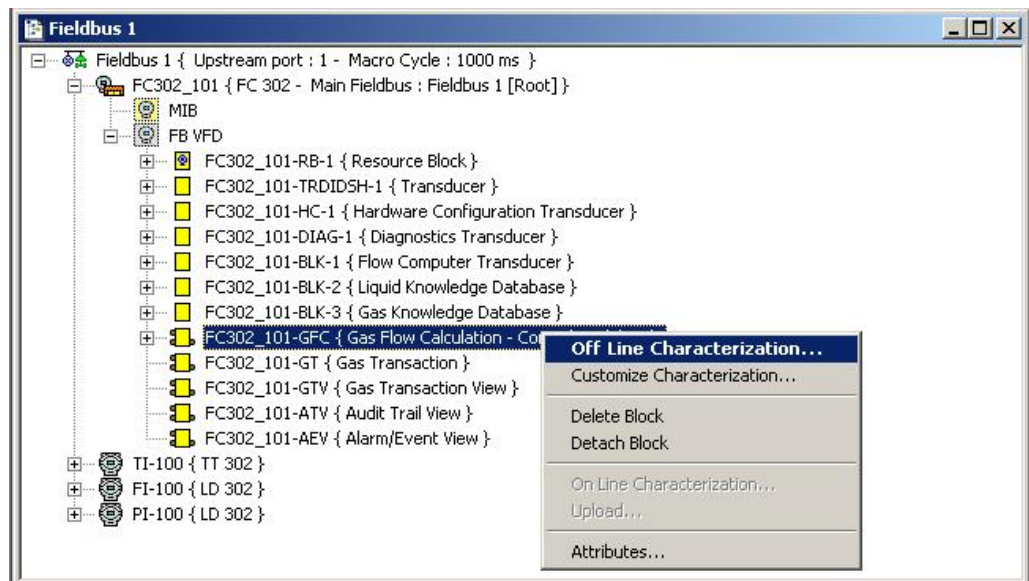 Fieldbus 1
Fieldbus 1 { Upstream port : 1 - Macro Cycle : 1000 ms }
FC302_101 { FC 302 - Main Fieldbus : Fieldbus 1 [Root] }
MIB
FB VFD
FC302_101-RB-1 { Resource Block }
FC302_101-TRDIDSH-1 { Transducer }
FC302_101-HC-1 { Hardware Configuration Transducer }
FC302_101-DIAG-1 { Diagnostics Transducer }
FC302_101-BLK-1 { Flow Computer Transducer }
FC302_101-BLK-2 { Liquid Knowledge Database }
FC302_101-BLK-3 { Gas Knowledge Database }
FC302_101-GFC { Gas Flow Calculation -
FC302_101-GT { Gas Transaction }
FC302_101-GTV { Gas Transaction View }
FC302_101-ATV { Audit Trail View }
FC302_101-AEV { Alarm/Event View }
TI-100 { TT 302 }
FI-100 { LD 302 }
PI-100 { LD 302 }
Off Line Characterization...
Customize Characterization...
Delete Block
Detach Block
On Line Characterization...
Upload...
Attributes...